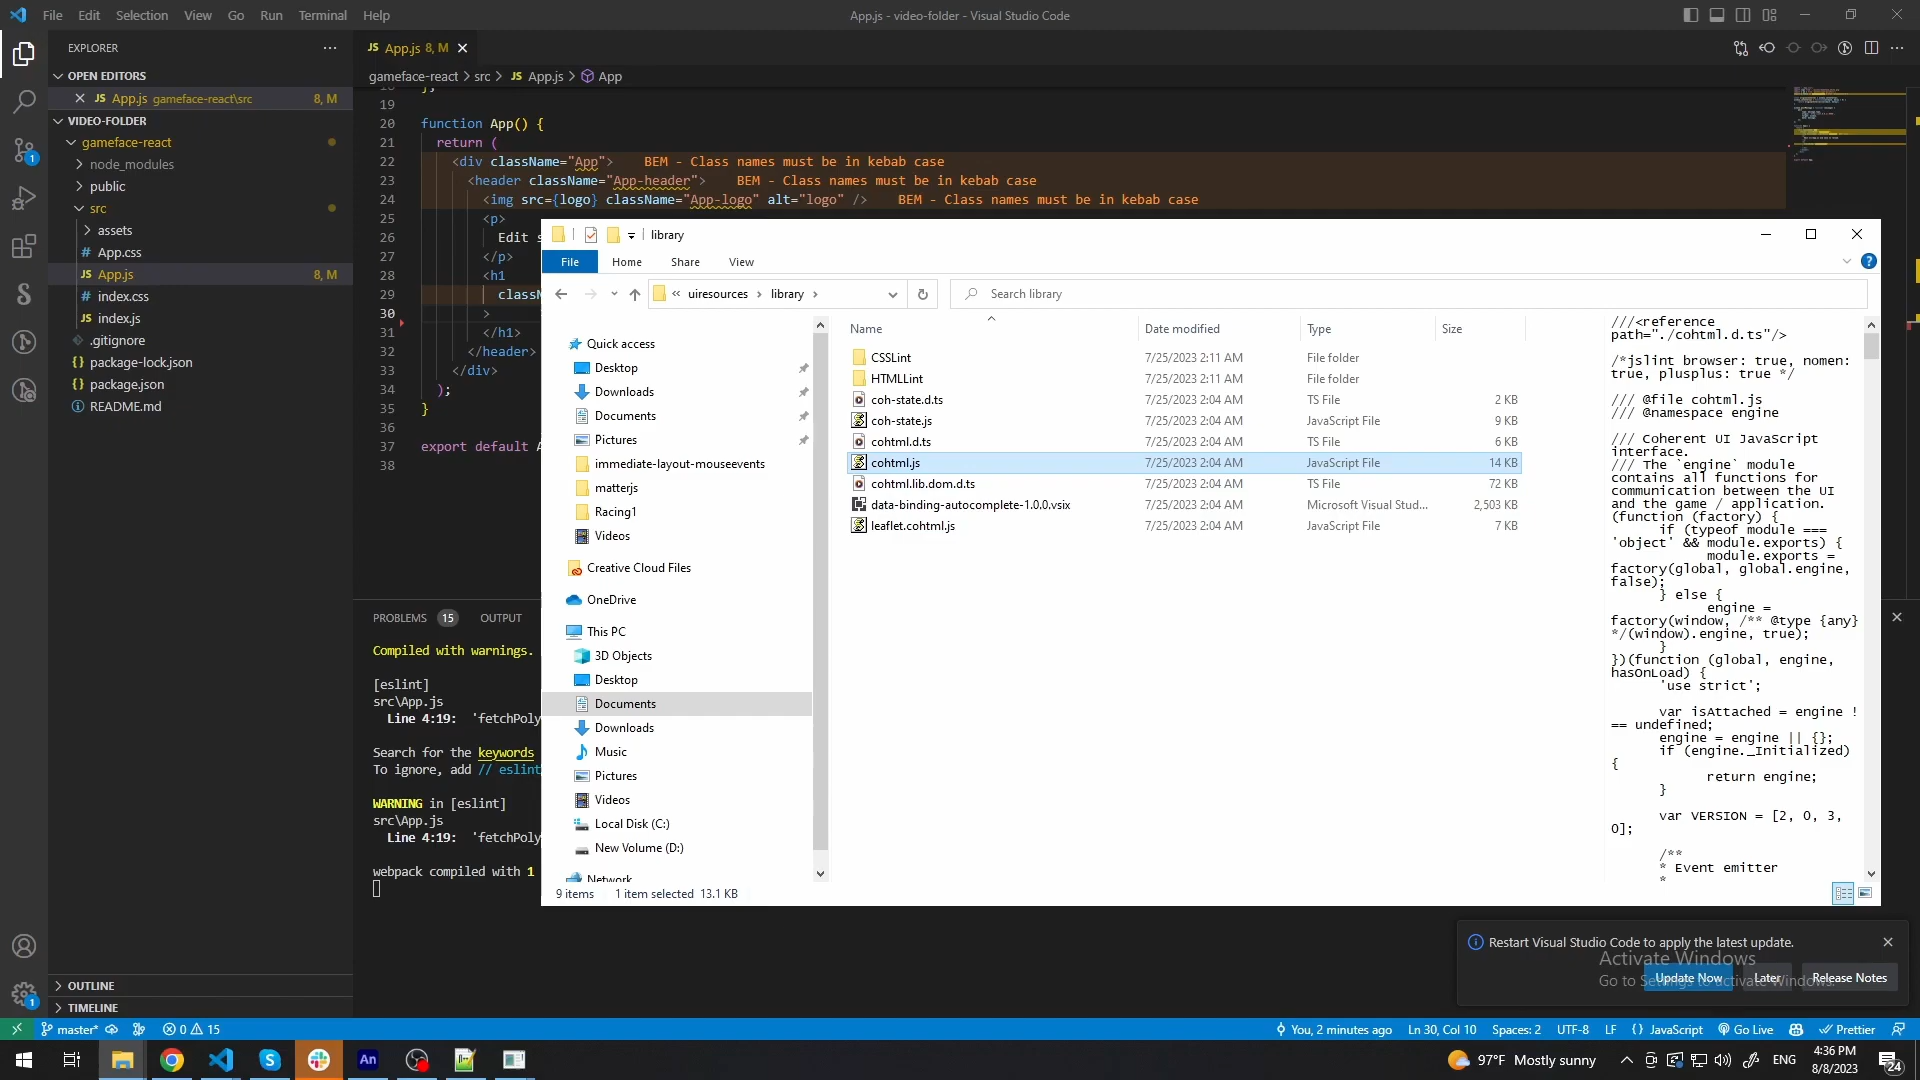 File Edit Selection View Go Run Terminal Help
App.js - video-folder - Visual Studio Code
EXPLORER
OPEN EDITORS
JS App.js gameface-react\src 8, M
VIDEO-FOLDER
gameface-react
node_modules
public
src
assets
# App.css
JS App.js 8, M
# index.css
JS index.js
.gitignore
{} package-lock.json
{} package.json
README.md
OUTLINE
TIMELINE
JS App.js 8, M
gameface-react > src > JS App.js > App
19
20 function App() {
21 return (
22 <div className="App"> BEM - Class names must be in kebab case
23 <header className="App-header"> BEM - Class names must be in kebab case
24 <img src={logo} className="App-logo" alt="logo" /> BEM - Class names must be in kebab case
25 <p>
26 Edit
27 </p>
28 <h1
29 class
30 >
31 </h1>
32 </header>
33 </div>
34 );
35 }
36
37 export default
38
PROBLEMS 15 OUTPUT
Compiled with warnings.
[eslint]
src\App.js
Line 4:19: 'fetchPoly
Search for the keywords
To ignore, add // eslint
WARNING in [eslint]
src\App.js
Line 4:19: 'fetchPoly
webpack compiled with 1
library
File Home Share View
« uiresources > library >
Search library
Quick access
Desktop
Downloads
Documents
Pictures
immediate-layout-mouseevents
matterjs
Racing1
Videos
Creative Cloud Files
OneDrive
This PC
3D Objects
Desktop
Documents
Downloads
Music
Pictures
Videos
Local Disk (C:)
New Volume (D:)
Network
Name Date modified Type Size
CSSLint 7/25/2023 2:11 AM File folder
HTMLLint 7/25/2023 2:11 AM File folder
coh-state.d.ts 7/25/2023 2:04 AM TS File 2 KB
coh-state.js 7/25/2023 2:04 AM JavaScript File 9 KB
cohtml.d.ts 7/25/2023 2:04 AM TS File 6 KB
cohtml.js 7/25/2023 2:04 AM JavaScript File 14 KB
cohtml.lib.dom.d.ts 7/25/2023 2:04 AM TS File 72 KB
data-binding-autocomplete-1.0.0.vsix 7/25/2023 2:04 AM Microsoft Visual Stud... 2,503 KB
leaflet.cohtml.js 7/25/2023 2:04 AM JavaScript File 7 KB
///<reference
path="./cohtml.d.ts"/>
/*jslint browser: true, nomen:
true, plusplus: true */
/// @file cohtml.js
/// @namespace engine
/// Coherent UI JavaScript
interface.
/// The `engine` module
contains all functions for
communication between the UI
and the game / application.
(function (factory) {
if (typeof module ===
'object' && module.exports) {
module.exports =
factory(global, global.engine,
false);
} else {
engine =
factory(window, /** @type {any}
*/(window).engine, true);
}
})(function (global, engine,
hasOnLoad) {
'use strict';
var isAttached = engine !
== undefined;
engine = engine || {};
if (engine._Initialized)
{
return engine;
}
var VERSION = [2, 0, 3,
0];
/**
* Event emitter
*
9 items 1 item selected 13.1 KB
Restart Visual Studio Code to apply the latest update.
Update Now Later Release Notes
Activate Windows
Go to Settings to activate Windows.
master* 0 15
You, 2 minutes ago Ln 30, Col 10 Spaces: 2 UTF-8 LF {} JavaScript Go Live Prettier
97°F Mostly sunny ENG 4:36 PM
8/8/2023
24